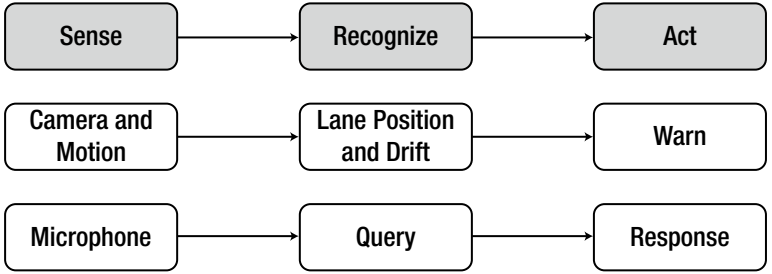 Sense
Recognize
Act
Camera and
Motion
Lane Position
and Drift
Warn
Microphone
Query
Response